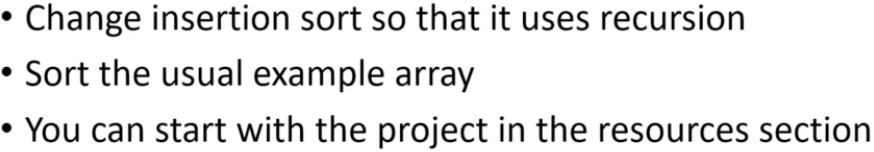 • Change insertion sort so that it uses recursion
• Sort the usual example array
• You can start with the project in the resources section